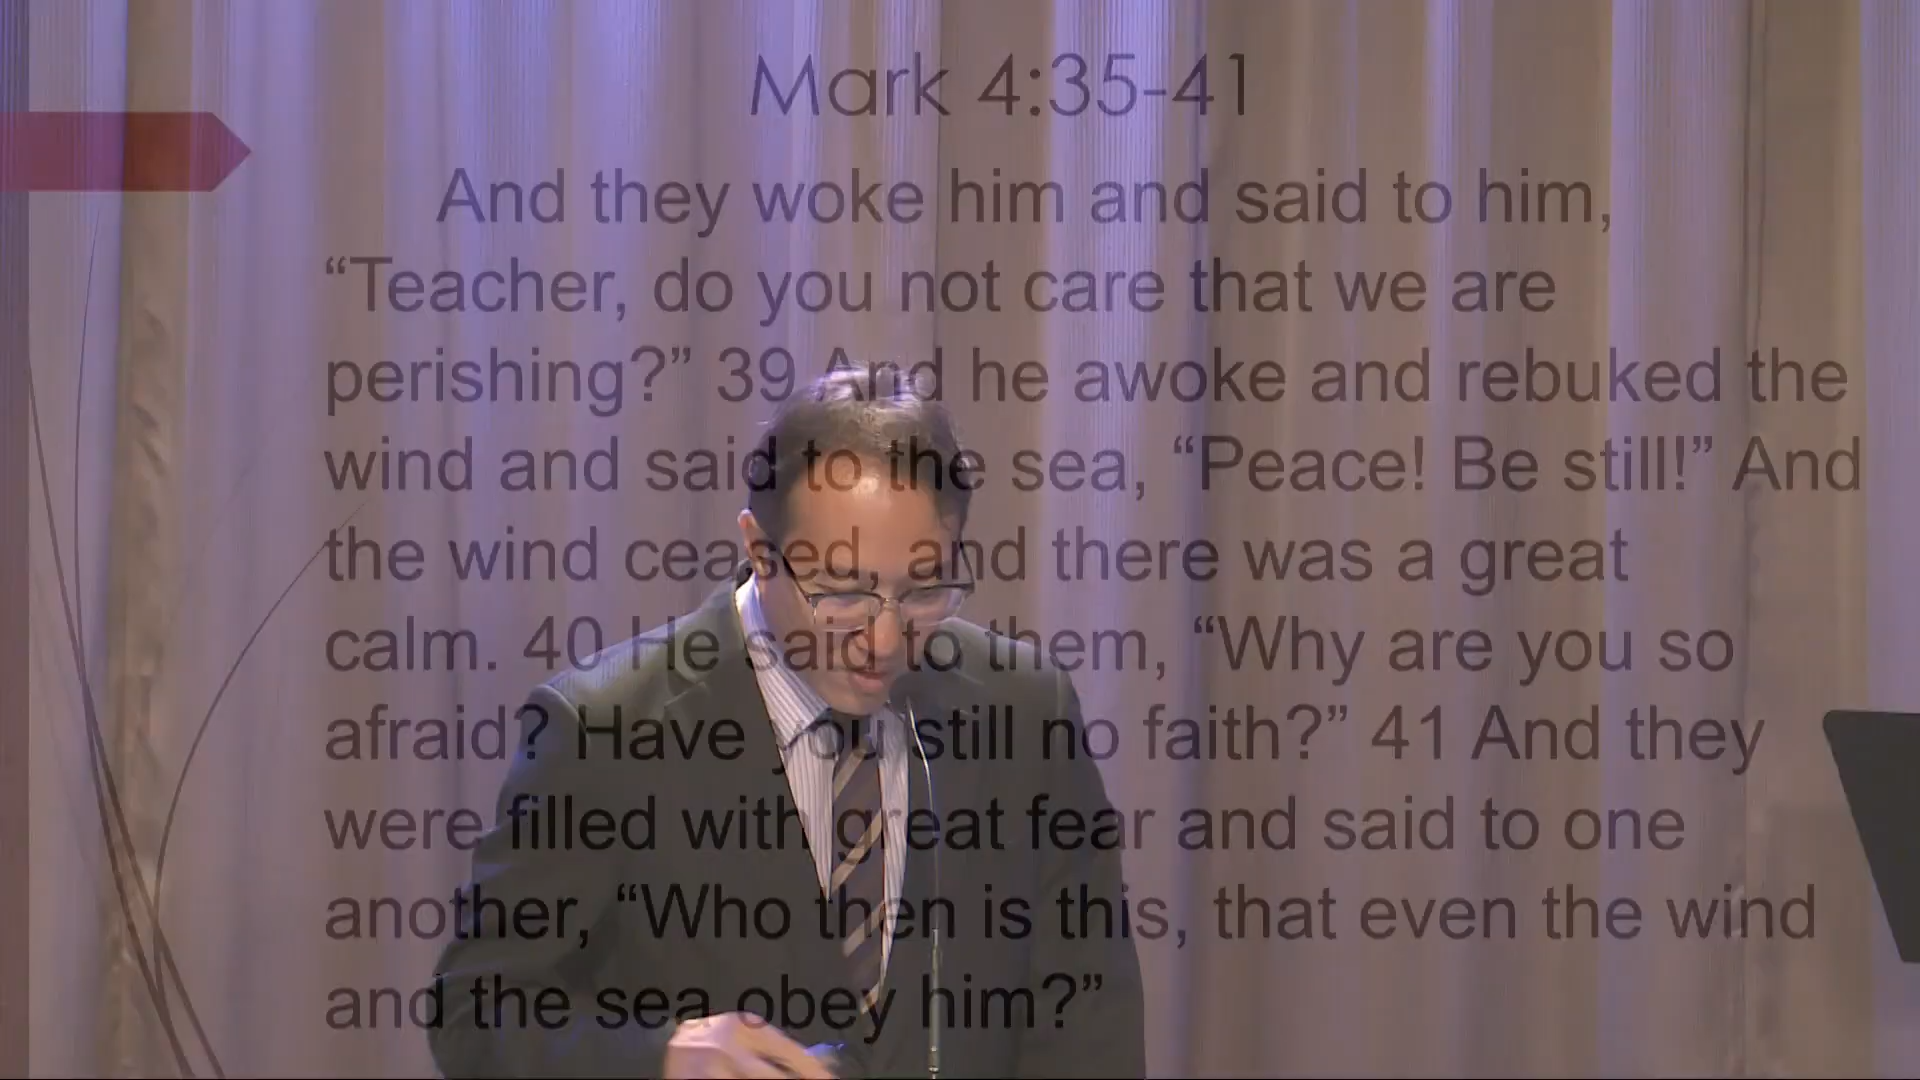 Mark 4:35-41
And they woke him and said to him,
“Teacher, do you not care that we are
perishing?” 39 And he awoke and rebuked the
wind and said to the sea, “Peace! Be still!” And
the wind ceased, and there was a great
calm. 40 He said to them, “Why are you so
afraid? Have you still no faith?” 41 And they
were filled with great fear and said to one
another, “Who then is this, that even the wind
and the sea obey him?”